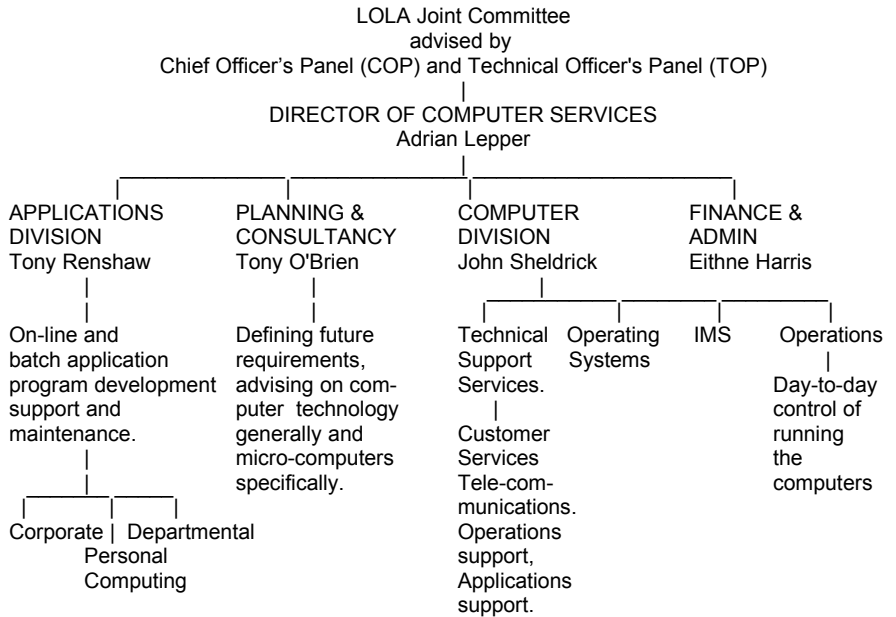 LOLA Joint Committee
advised by
Chief Officer’s Panel (COP) and Technical Officer's Panel (TOP)
DIRECTOR OF COMPUTER SERVICES
Adrian Lepper
APPLICATIONS
DIVISION
Tony Renshaw
On-line and
batch application
program development
support and
maintenance.
Corporate
Personal
Computing
Departmental
PLANNING &
CONSULTANCY
Tony O'Brien
Defining future
requirements,
advising on com-
puter technology
generally and
micro-computers
specifically.
COMPUTER
DIVISION
John Sheldrick
Technical
Support
Services.
Customer
Services
Tele-com-
munications.
Operations
support,
Applications
support.
Operating
Systems
IMS
Operations
Day-to-day
control of
running
the
computers
FINANCE &
ADMIN
Eithne Harris